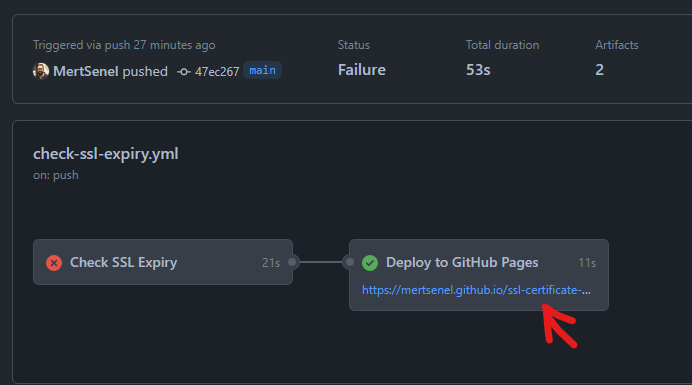 Triggered via push 27 minutes ago
MertSenel pushed 47ec267 main
Status
Failure
Total duration
53s
Artifacts
2
check-ssl-expiry.yml
on: push
Check SSL Expiry 21s
Deploy to GitHub Pages 11s
https://mertsenel.github.io/ssl-certificate-...